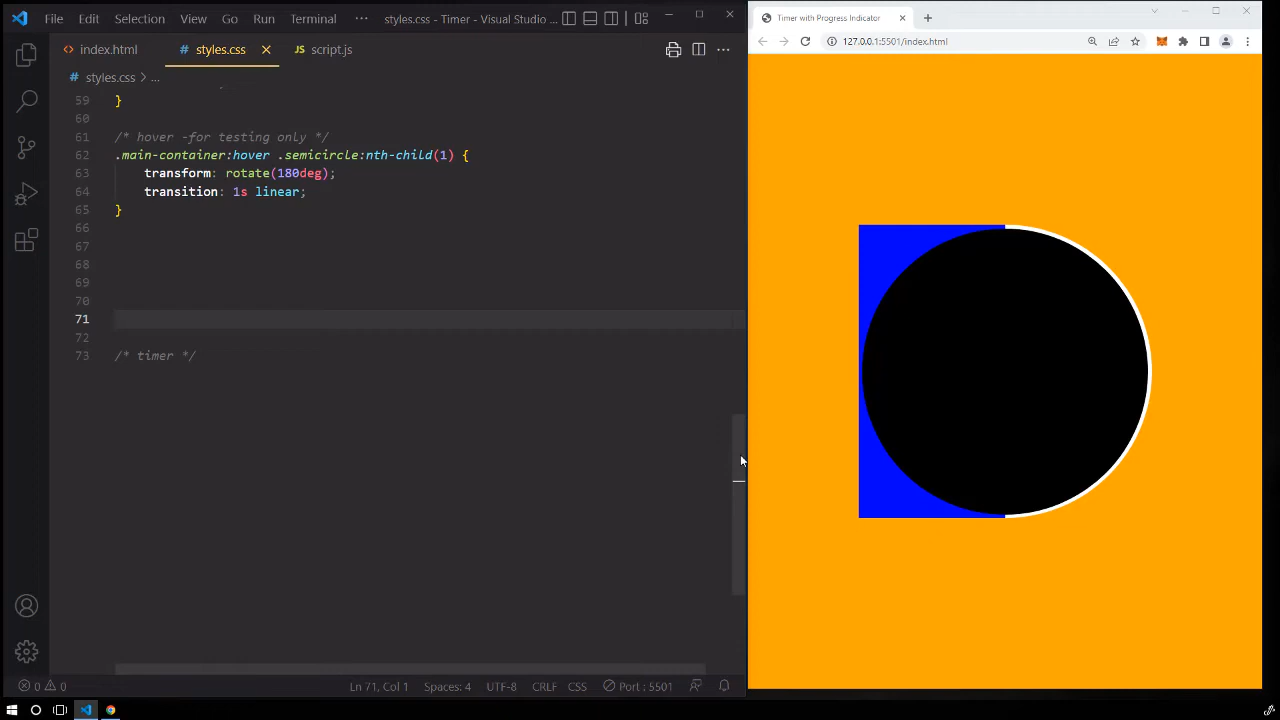 File Edit Selection View Go Run Terminal ··· styles.css - Timer - Visual Studio ...
index.html styles.css script.js
styles.css > ...
59 }
60
61 /* hover -for testing only */
62 .main-container:hover .semicircle:nth-child(1) {
63 transform: rotate(180deg);
64 transition: 1s linear;
65 }
66
67
68
69
70
71
72
73 /* timer */
0 0 Ln 71, Col 1 Spaces: 4 UTF-8 CRLF CSS Port : 5501
Timer with Progress Indicator
127.0.0.1:5501/index.html